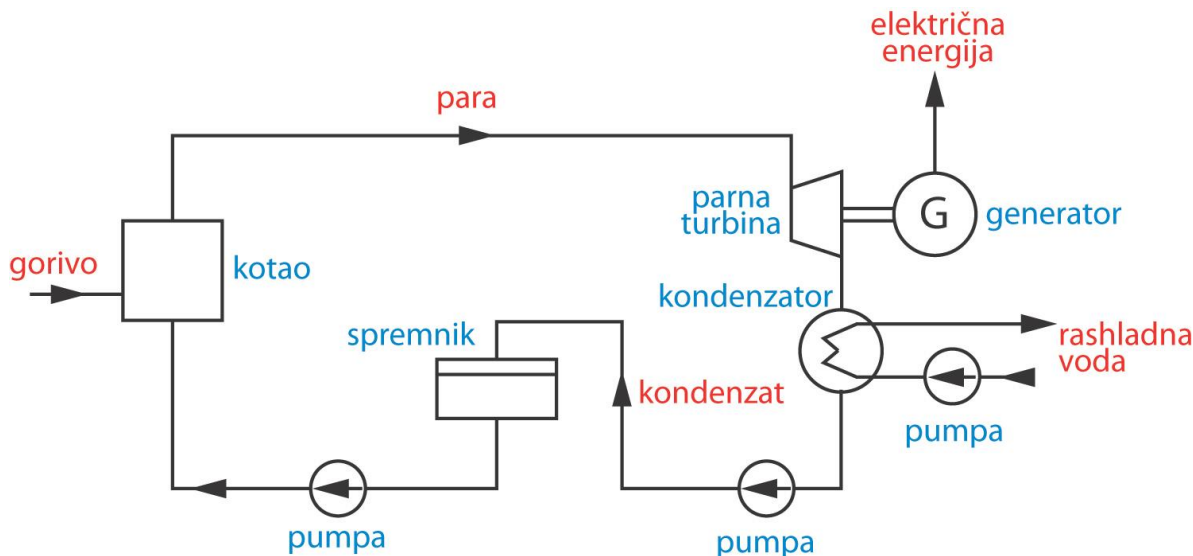 električna
energija
para
parna
turbina
G
generator
gorivo
kotao
kondenzator
spremnik
rashladna
voda
kondenzat
pumpa
pumpa
pumpa